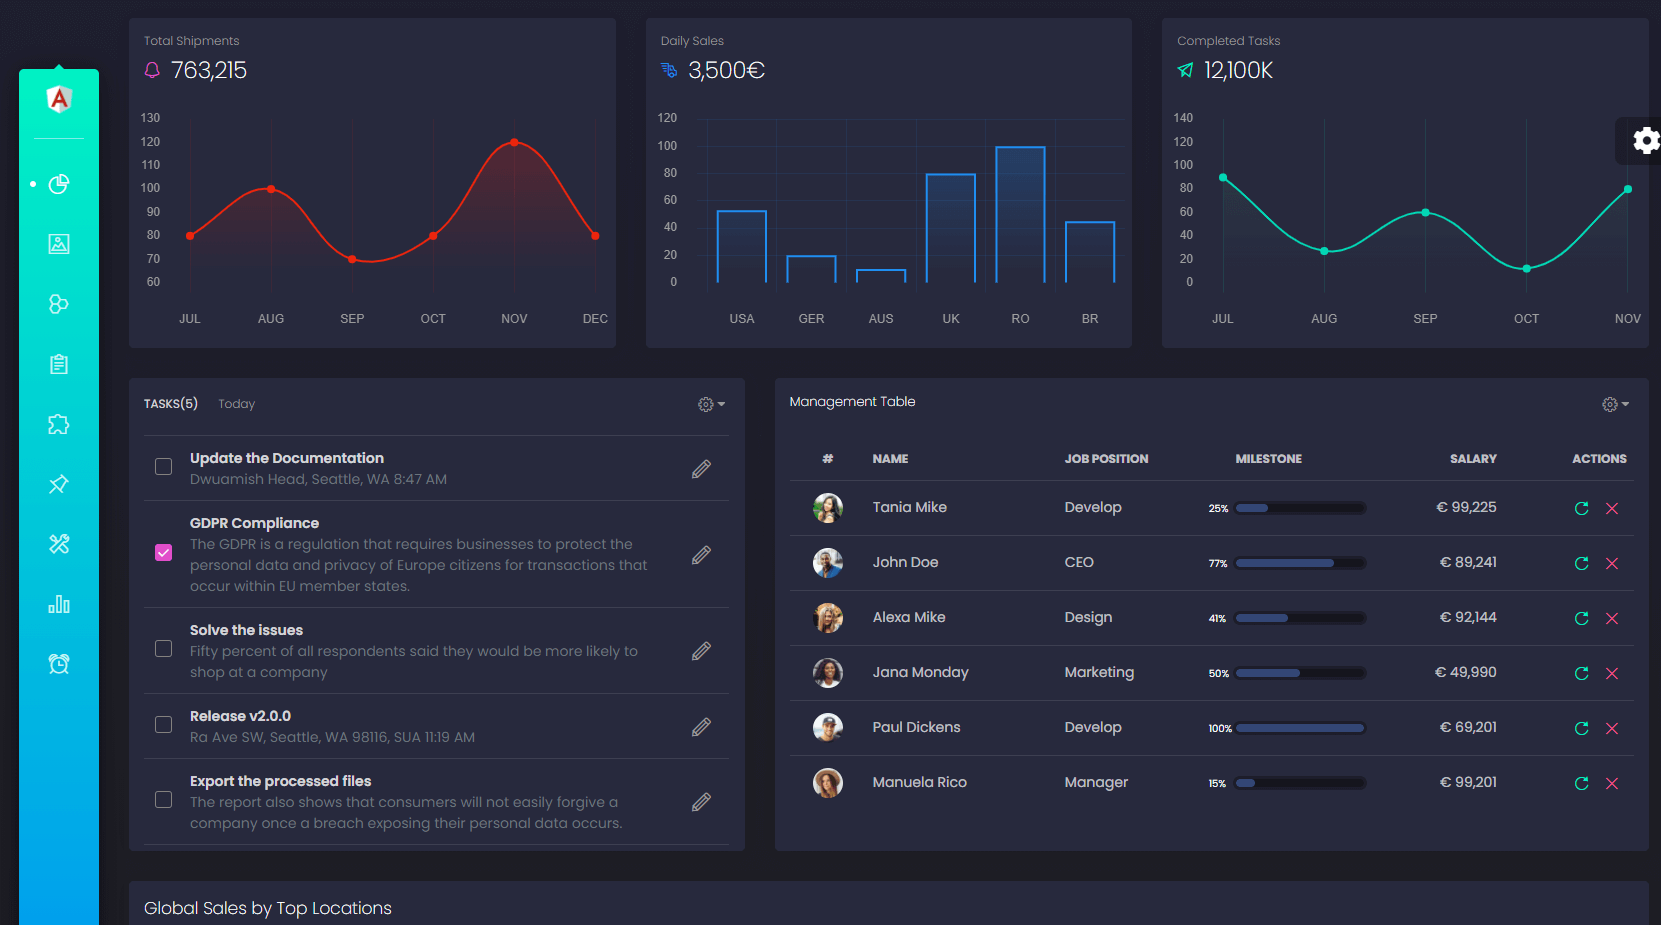 Total Shipments
763,215
130
120
110
100
90
80
70
60
JUL AUG SEP OCT NOV DEC
Daily Sales
3,500€
120
100
80
60
40
20
0
USA GER AUS UK RO BR
Completed Tasks
12,100K
140
120
100
80
60
40
20
0
JUL AUG SEP OCT NOV
A
TASKS(5) Today
Update the Documentation
Dwuamish Head, Seattle, WA 8:47 AM
GDPR Compliance
The GDPR is a regulation that requires businesses to protect the
personal data and privacy of Europe citizens for transactions that
occur within EU member states.
Solve the issues
Fifty percent of all respondents said they would be more likely to
shop at a company
Release v2.0.0
Ra Ave SW, Seattle, WA 98116, SUA 11:19 AM
Export the processed files
The report also shows that consumers will not easily forgive a
company once a breach exposing their personal data occurs.
Management Table
# NAME JOB POSITION MILESTONE SALARY ACTIONS
Tania Mike Develop 25% € 99,225
John Doe CEO 77% € 89,241
Alexa Mike Design 41% € 92,144
Jana Monday Marketing 50% € 49,990
Paul Dickens Develop 100% € 69,201
Manuela Rico Manager 15% € 99,201
Global Sales by Top Locations